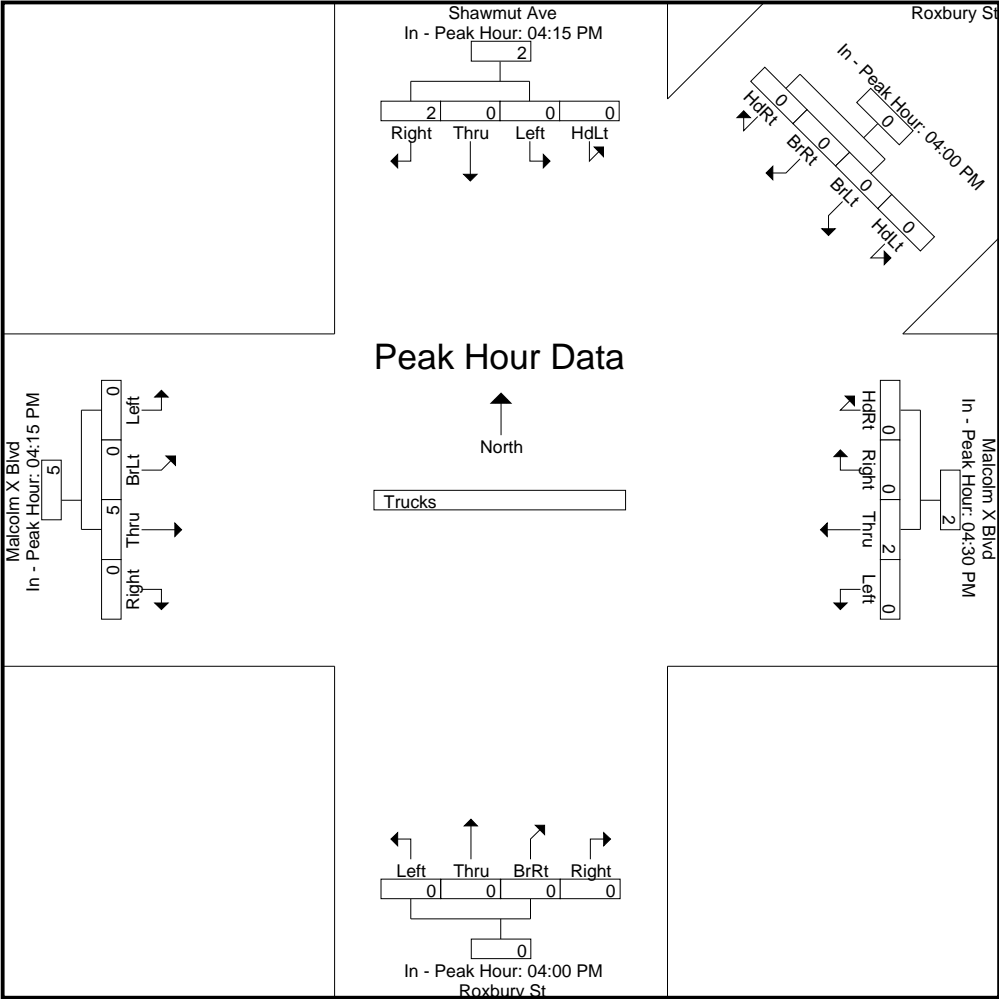 Shawmut Ave
In - Peak Hour: 04:15 PM
2
2 0 0 0
Right Thru Left HdLt
Roxbury St
In - Peak Hour: 04:00 PM
0
0 0 0 0
HdRt BrRt BrLt HdLt
Peak Hour Data
North
Trucks
Malcolm X Blvd
In - Peak Hour: 04:15 PM
5
0 0 5 0
Left BrLt Thru Right
Malcolm X Blvd
In - Peak Hour: 04:30 PM
2
0 0 2 0
HdRt Right Thru Left
Left Thru BrRt Right
0 0 0 0
0
In - Peak Hour: 04:00 PM
Roxbury St